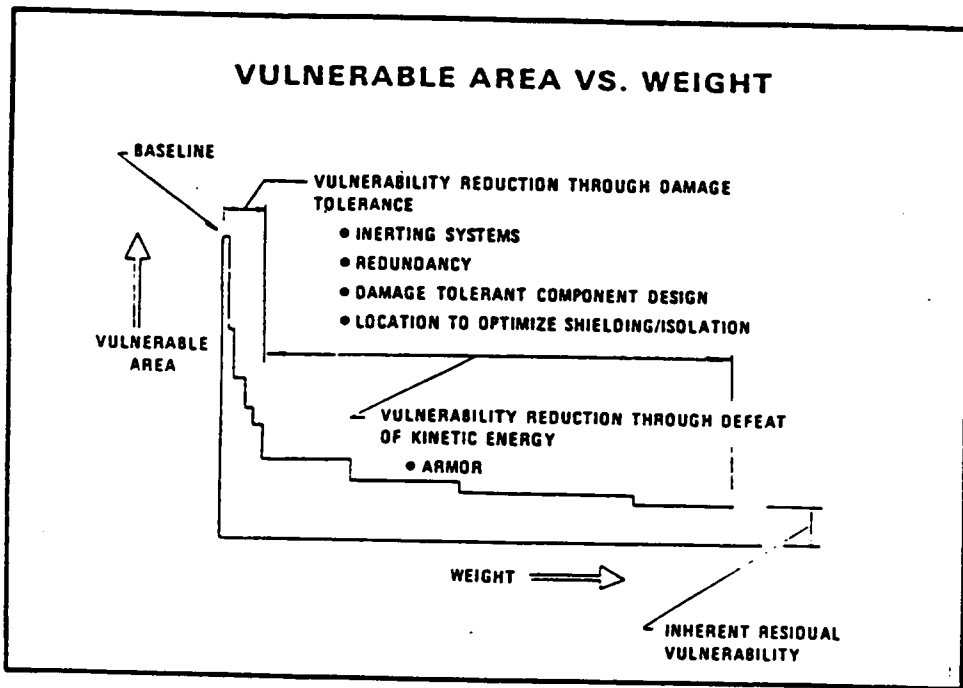 VULNERABLE AREA VS. WEIGHT
BASELINE
VULNERABILITY REDUCTION THROUGH DAMAGE
TOLERANCE
● INERTING SYSTEMS
● REDUNDANCY
● DAMAGE TOLERANT COMPONENT DESIGN
● LOCATION TO OPTIMIZE SHIELDING/ISOLATION
VULNERABLE
AREA
VULNERABILITY REDUCTION THROUGH DEFEAT
OF KINETIC ENERGY
● ARMOR
WEIGHT
INHERENT RESIDUAL
VULNERABILITY